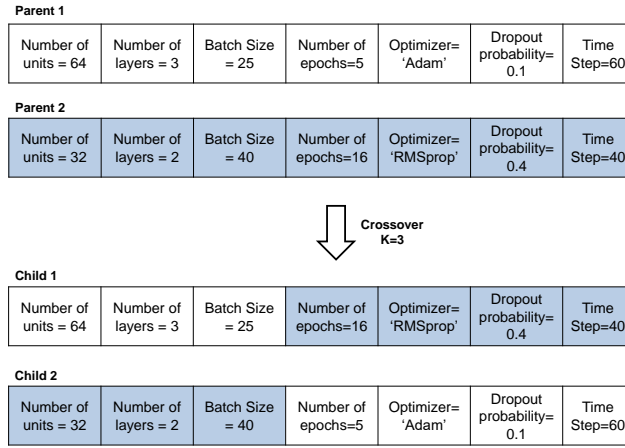 Parent 1
Number of units = 64
Number of layers = 3
Batch Size = 25
Number of epochs=5
Optimizer= 'Adam'
Dropout probability= 0.1
Time Step=60
Parent 2
Number of units = 32
Number of layers = 2
Batch Size = 40
Number of epochs=16
Optimizer= 'RMSprop'
Dropout probability= 0.4
Time Step=40
Crossover
K=3
Child 1
Number of units = 64
Number of layers = 3
Batch Size = 25
Number of epochs=16
Optimizer= 'RMSprop'
Dropout probability= 0.4
Time Step=40
Child 2
Number of units = 32
Number of layers = 2
Batch Size = 40
Number of epochs=5
Optimizer= 'Adam'
Dropout probability= 0.1
Time Step=60